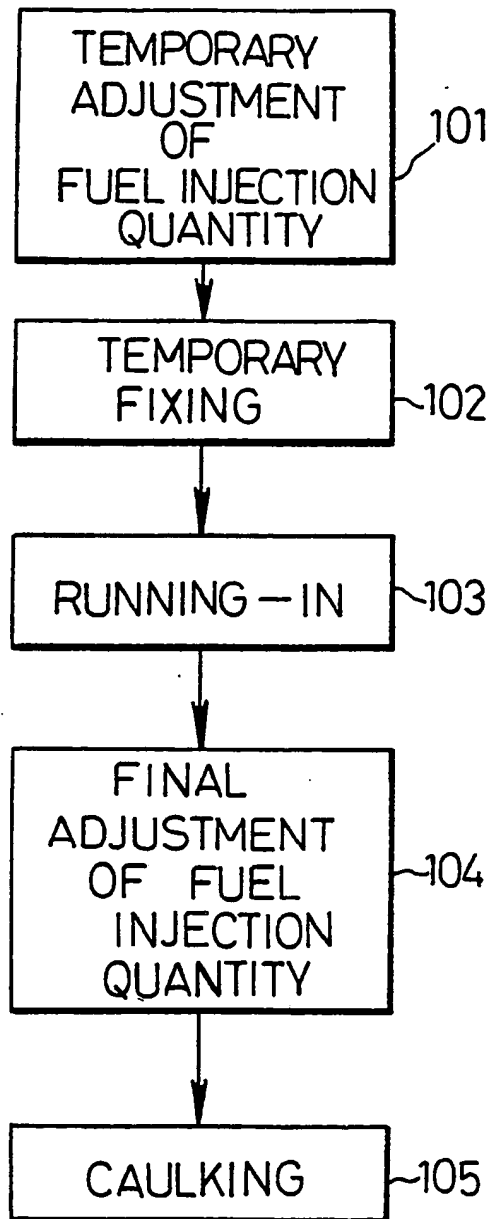 TEMPORARY
ADJUSTMENT
OF
FUEL INJECTION
QUANTITY
101
TEMPORARY
FIXING
102
RUNNING-IN
103
FINAL
ADJUSTMENT
OF FUEL
INJECTION
QUANTITY
104
CAULKING
105